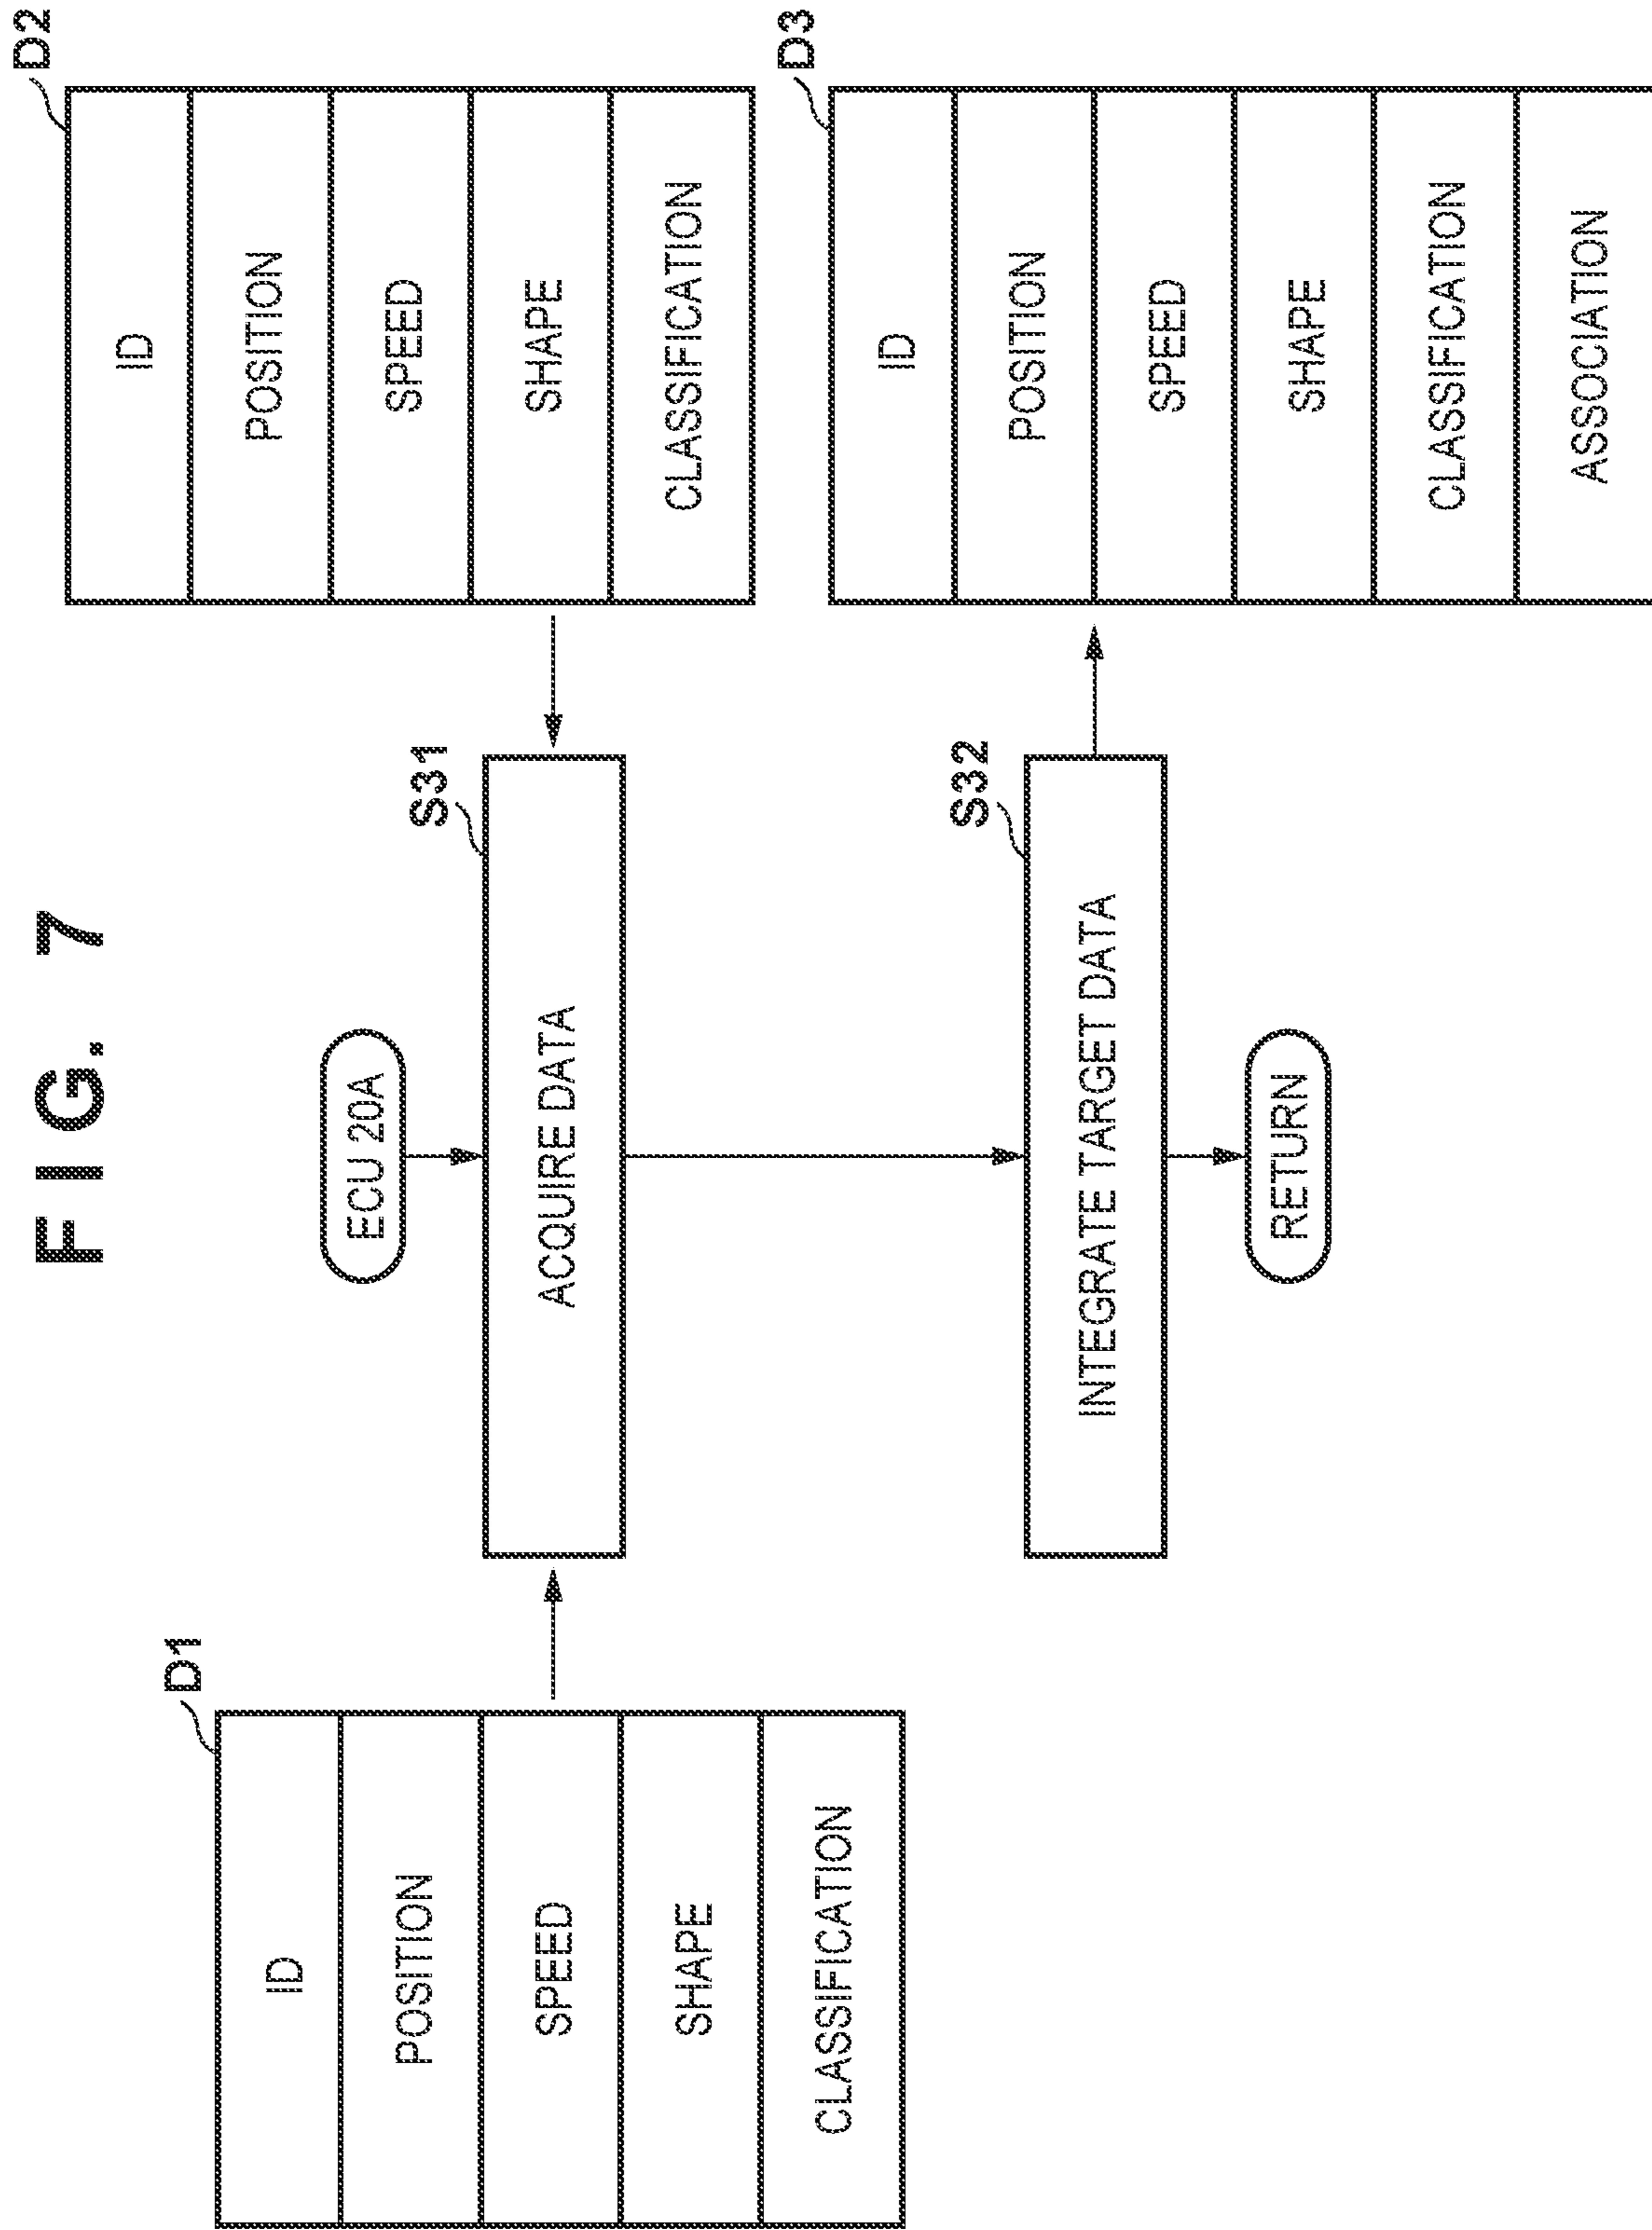 FIG. 7
ECU 20A
D1
ID
POSITION
SPEED
SHAPE
CLASSIFICATION
S31
ACQUIRE DATA
D2
ID
POSITION
SPEED
SHAPE
CLASSIFICATION
S32
INTEGRATE TARGET DATA
D3
ID
POSITION
SPEED
SHAPE
CLASSIFICATION
ASSOCIATION
RETURN